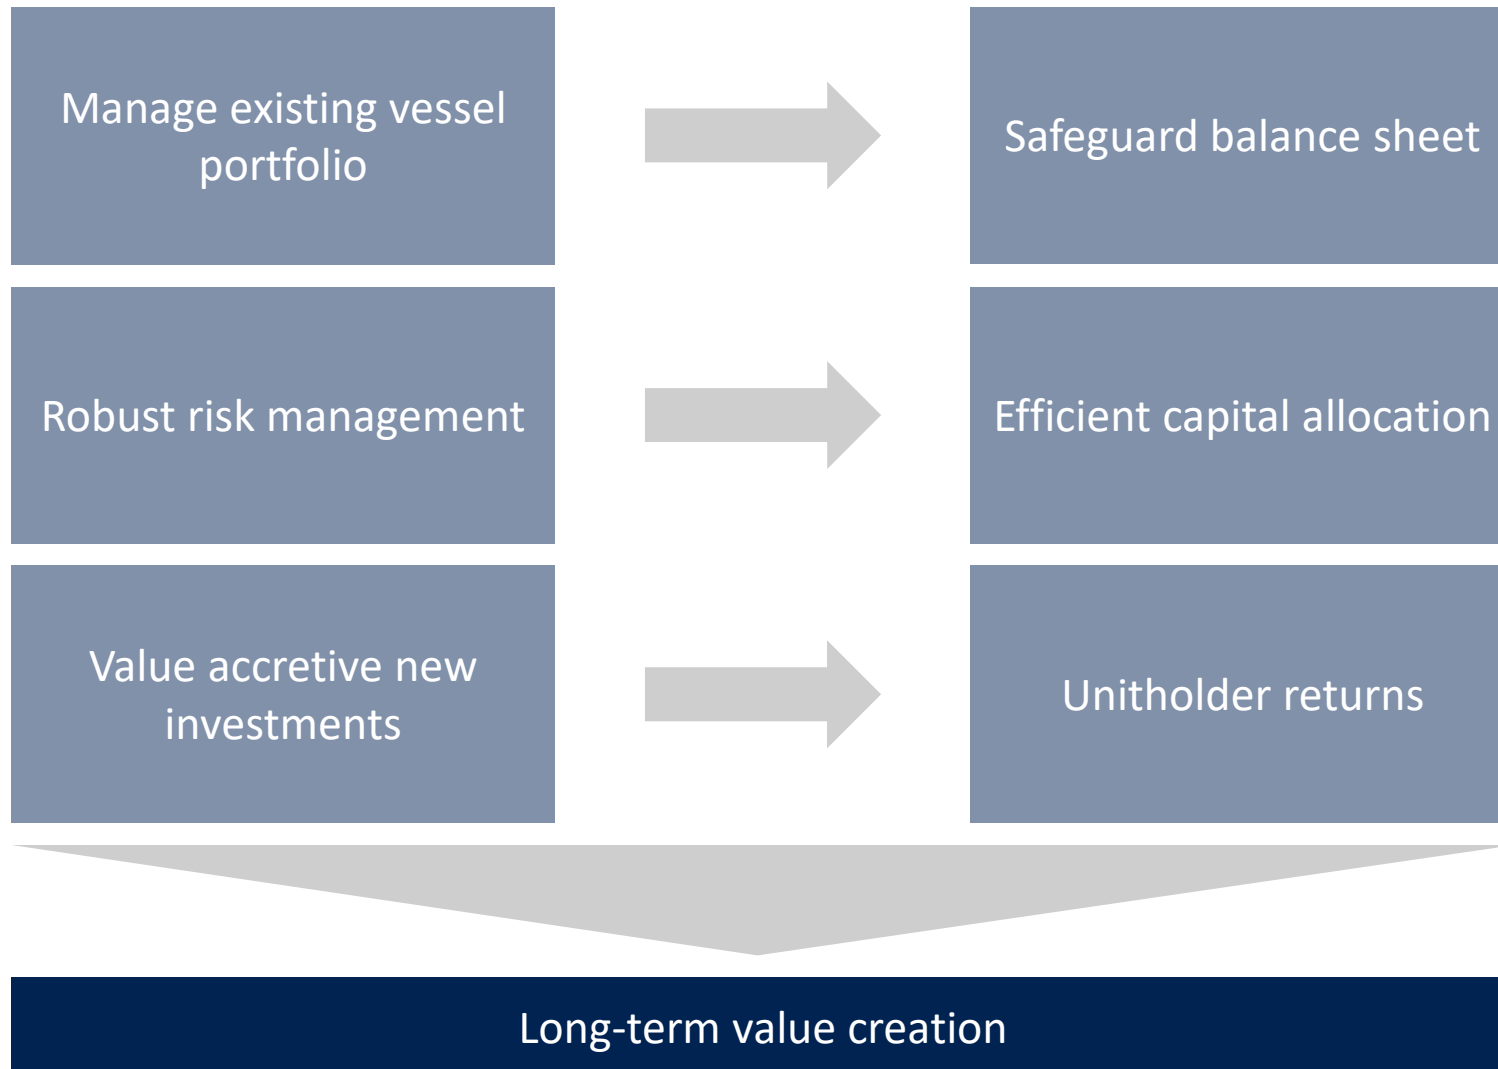 Manage existing vessel
portfolio
Safeguard balance sheet
Robust risk management
Efficient capital allocation
Value accretive new
investments
Unitholder returns
Long-term value creation